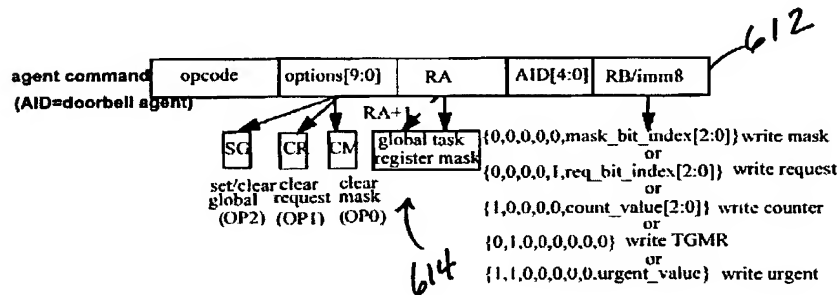 612
agent command
opcode options[9:0] RA AID[4:0] RB/imm8
(AID=doorbell agent)
RA+1
SG CR CM
global task
register mask
set/clear clear clear
global request mask
(OP2) (OP1) (OP0)
614
{0,0,0,0,0,mask_bit_index[2:0]} write mask
or
{0,0,0,0,1,req_bit_index[2:0]} write request
or
{1,0,0,0,0,count_value[2:0]} write counter
or
{0,1,0,0,0,0,0,0} write TGMR
or
{1,1,0,0,0,0,0.urgent_value} write urgent